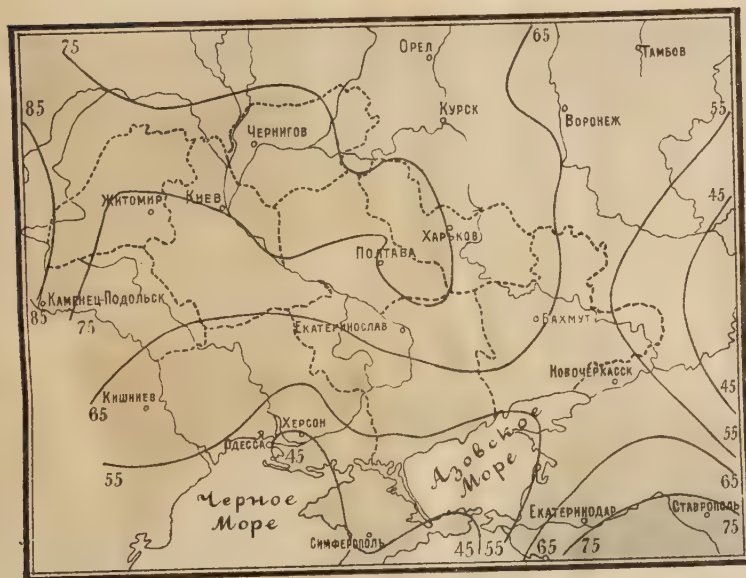 75
Орел
65
Тамбов
85
Чернигов
Курск
Воронеж
55
Житомир
Киев
45
Харьков
Полтава
Каменец-Подольск
85
75
Екатеринослав
Бахмут
Новочеркасск
45
65
Кишниев
Херсон
55
Одесса
45
Азовское
Море
55
65
Черное
Море
Екатеринодар
Ставрополь
Симферополь
45
55
65
75
75